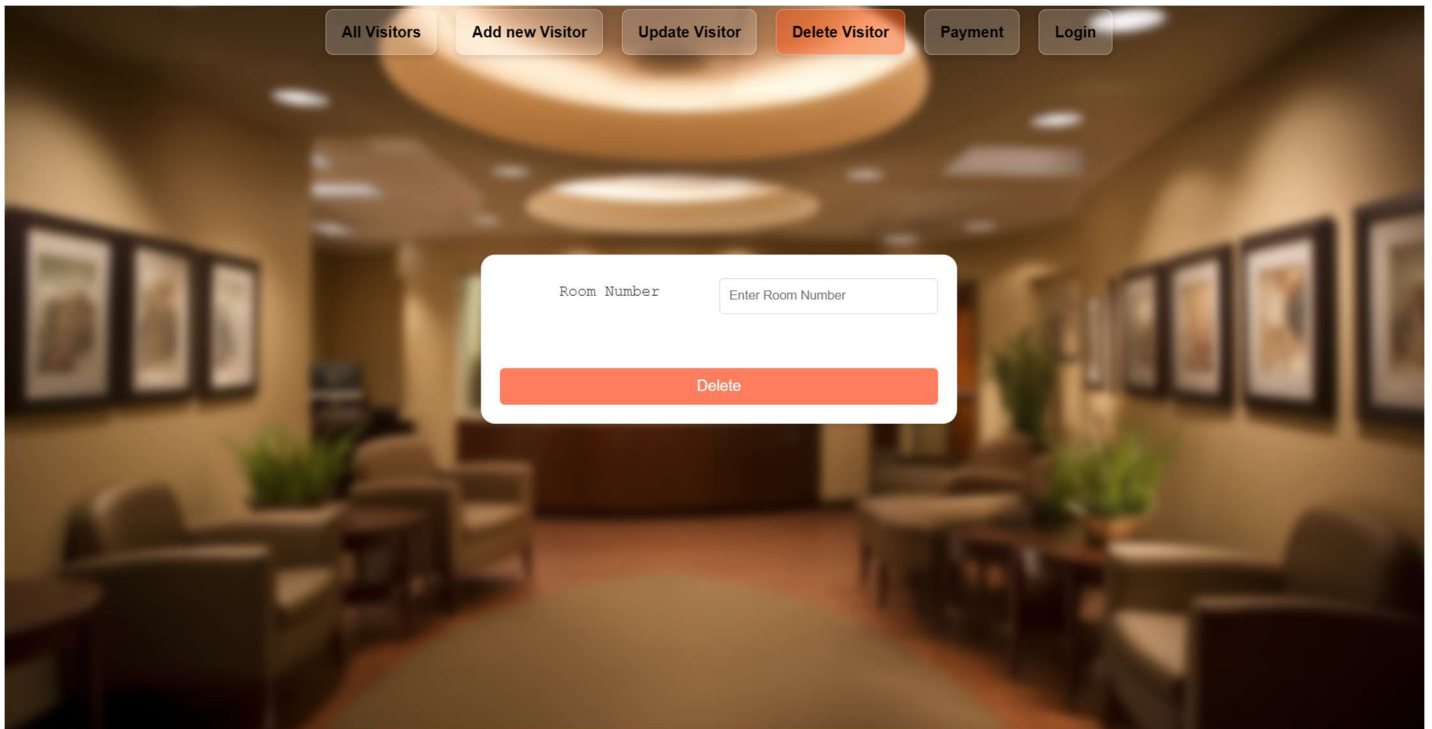 All Visitors Add new Visitor Update Visitor Delete Visitor Payment Login
Room Number Enter Room Number
Delete